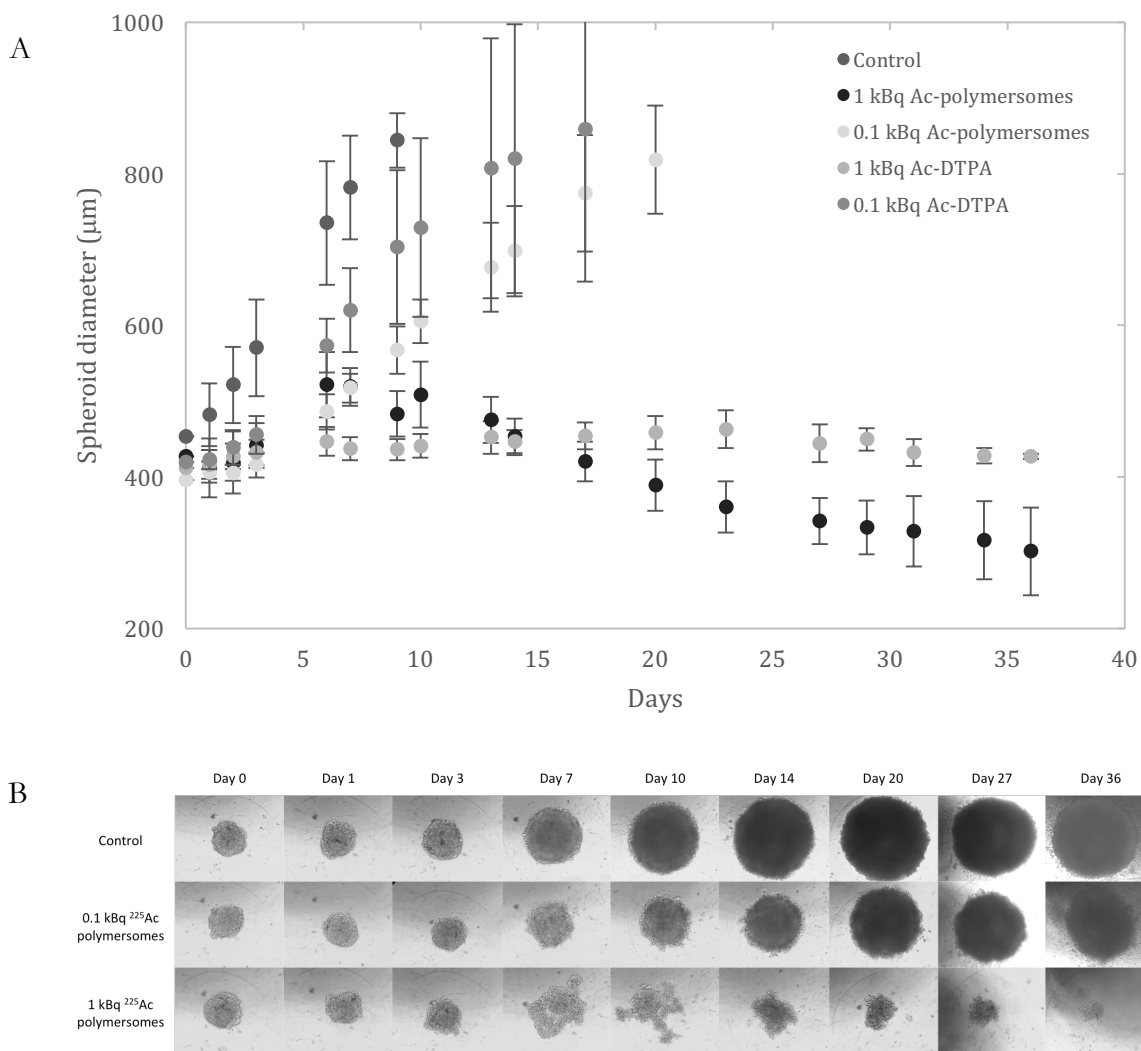 A
1000
800
600
400
200
Spheroid diameter (µm)
0 5 10 15 20 25 30 35 40
Days
Control
1 kBq Ac-polymersomes
0.1 kBq Ac-polymersomes
1 kBq Ac-DTPA
0.1 kBq Ac-DTPA
B
Day 0 Day 1 Day 3 Day 7 Day 10 Day 14 Day 20 Day 27 Day 36
Control
0.1 kBq ²²⁵Ac
polymersomes
1 kBq ²²⁵Ac
polymersomes